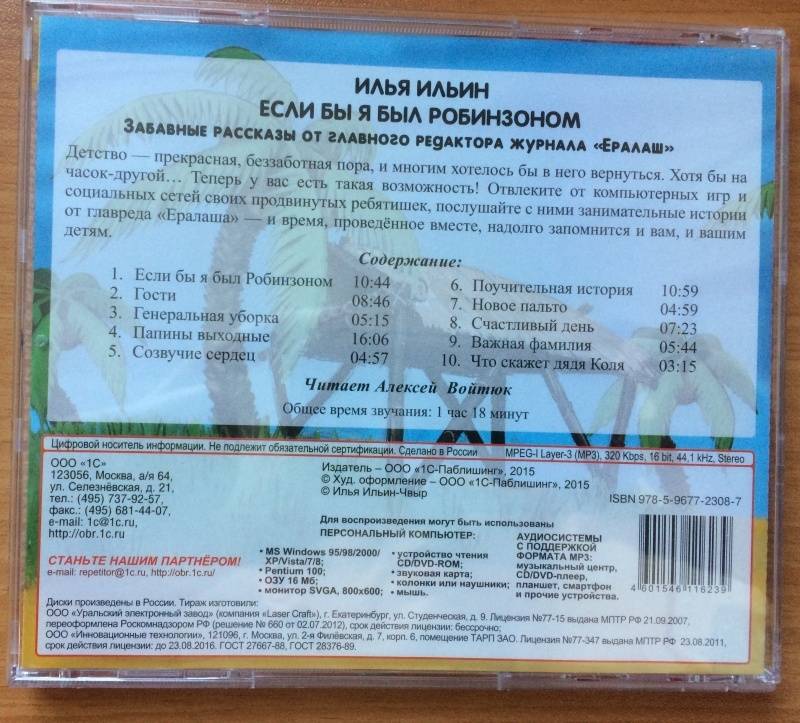 ИЛЬЯ ИЛЬИН
ЕСЛИ БЫ Я БЫЛ РОБИНЗОНОМ
ЗАБАВНЫЕ РАССКАЗЫ ОТ ГЛАВНОГО РЕДАКТОРА ЖУРНАЛА «ЕРАЛАШ»
Детство — прекрасная, беззаботная пора, и многим хотелось бы в него вернуться. Хотя бы на
часок-другой... Теперь у вас есть такая возможность! Отвлеките от компьютерных игр и
социальных сетей своих продвинутых ребятишек, послушайте с ними занимательные истории
от главреда «Ералаша» — и время, проведённое вместе, надолго запомнится и вам, и вашим
детям.
Содержание:
1. Если бы я был Робинзоном 10:44
2. Гости 08:46
3. Генеральная уборка 05:15
4. Папины выходные 16:06
5. Созвучие сердец 04:57
6. Поучительная история 10:59
7. Новое пальто 04:59
8. Счастливый день 07:23
9. Важная фамилия 05:44
10. Что скажет дядя Коля 03:15
Читает Алексей Войтюк
Общее время звучания: 1 час 18 минут
Цифровой носитель информации. Не подлежит обязательной сертификации. Сделано в России MPEG-I Layer-3 (MP3), 320 Kbps, 16 bit, 44,1 kHz, Stereo
ООО «1С»
123056, Москва, а/я 64,
ул. Селезнёвская, д. 21,
тел.: (495) 737-92-57,
факс.: (495) 681-44-07,
e-mail: 1c@1c.ru,
http://obr.1c.ru/
СТАНЬТЕ НАШИМ ПАРТНЁРОМ!
e-mail: repetitor@1c.ru, http://obr.1c.ru/
Издатель – ООО «1С-Паблишинг», 2015
© Худ. оформление – ООО «1С-Паблишинг», 2015
© Илья Ильин-Чвыр
ISBN 978-5-9677-2308-7
Для воспроизведения могут быть использованы
ПЕРСОНАЛЬНЫЙ КОМПЬЮТЕР:
• MS Windows 95/98/2000/
XP/Vista/7/8;
• Pentium 100;
• ОЗУ 16 Мб;
• монитор SVGA, 800x600;
• устройство чтения
CD/DVD-ROM;
• звуковая карта;
• колонки или наушники;
• мышь.
АУДИОСИСТЕМЫ
С ПОДДЕРЖКОЙ
ФОРМАТА MP3:
музыкальный центр,
CD/DVD-плеер,
планшет, смартфон
и прочие устройства.
4 601546 116239
Диски произведены в России. Тираж изготовили:
ООО «Уральский электронный завод» (компания «Laser Craft»), г. Екатеринбург, ул. Студенческая, д. 9. Лицензия №77-15 выдана МПТР РФ 21.09.2007,
переоформлена Роскомнадзором РФ (решение № 660 от 02.07.2012), срок действия лицензии: бессрочно;
ООО «Инновационные технологии», 121096, г. Москва, ул. 2-я Филёвская, д. 7, корп. 6, помещение ТАРП ЗАО. Лицензия №77-347 выдана МПТР РФ 23.08.2011,
срок действия лицензии: до 23.08.2016. ГОСТ 27667-88, ГОСТ 28376-89.